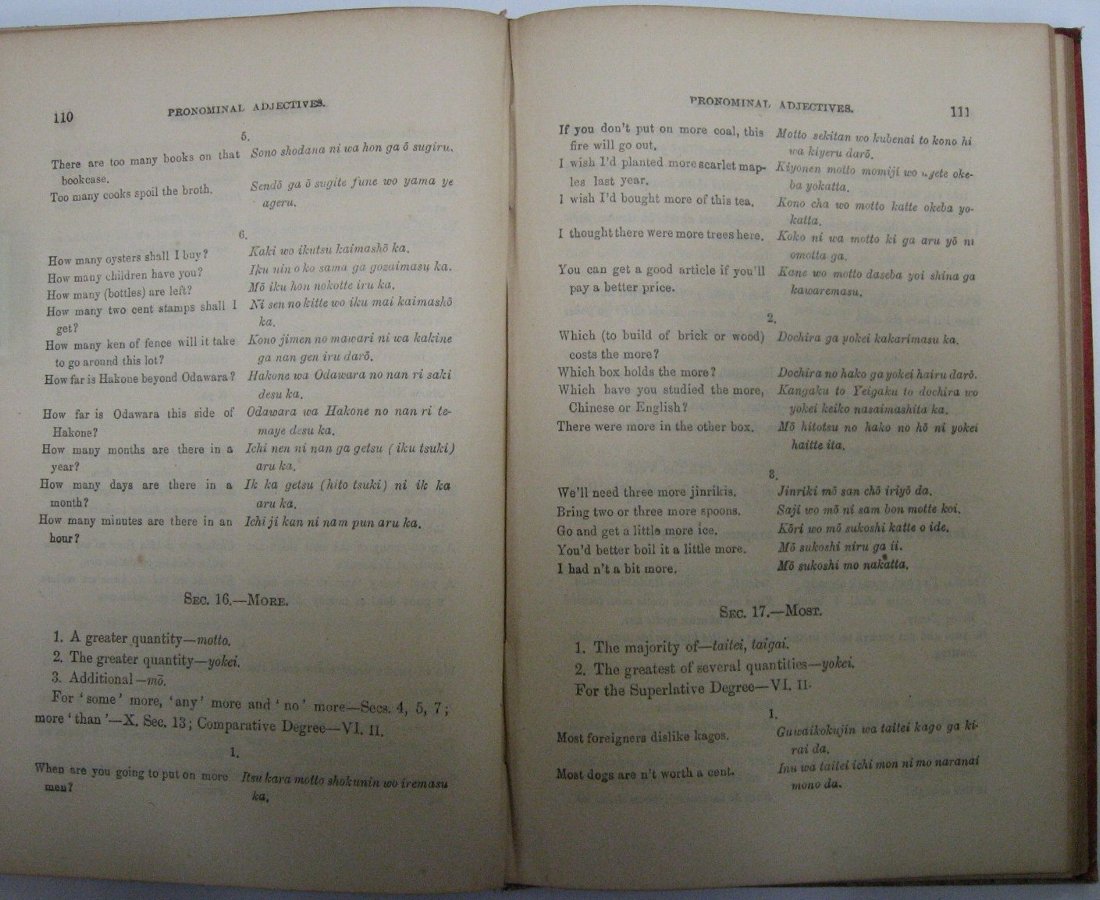 110 PRONOMINAL ADJECTIVES.
5.
There are too many books on that Sono shodana ni wa hon ga ō sugiru.
bookcase.
Too many cooks spoil the broth. Sendō ga ō sugite fune wo yama ye
ageru.
6.
How many oysters shall I buy? Kaki wo ikutsu kaimashō ka.
How many children have you? Iku nin o ko sama ga gozaimasu ka.
How many (bottles) are left? Mō iku hon nokotte iru ka.
How many two cent stamps shall I Ni sen no kitte wo iku mai kaimashō
get? ka.
How many ken of fence will it take Kono jimen no mawari ni wa kakine
to go around this lot? ga nan gen iru darō.
How far is Hakone beyond Odawara? Hakone wa Odawara no nan ri saki
desu ka.
How far is Odawara this side of Odawara wa Hakone no nan ri te-
Hakone? maye desu ka.
How many months are there in a Ichi nen ni nan ga getsu (iku tsuki)
year? aru ka.
How many days are there in a Ik ka getsu (hito tsuki) ni ik ka
month? aru ka.
How many minutes are there in an Ichi ji kan ni nam pun aru ka.
hour?
SEC. 16.—MORE.
1. A greater quantity—motto.
2. The greater quantity—yokei.
3. Additional—mō.
For 'some' more, 'any' more and 'no' more—Secs. 4, 5, 7;
more 'than'—X. Sec. 13; Comparative Degree—VI. II.
1.
When are you going to put on more Itsu kara motto shokunin wo iremasu
men? ka.
PRONOMINAL ADJECTIVES. 111
If you don't put on more coal, this Motto sekitan wo kubenai to kono hi
fire will go out. wa kiyeru darō.
I wish I'd planted more scarlet map- Kiyonen motto momiji wo uyete oke-
les last year. ba yokatta.
I wish I'd bought more of this tea. Kono cha wo motto katte okeba yo-
katta.
I thought there were more trees here. Koko ni wa motto ki ga aru yō ni
omotta ga.
You can get a good article if you'll Kane wo motto daseba yoi shina ga
pay a better price. kawaremasu.
2.
Which (to build of brick or wood) Dochira ga yokei kakarimasu ka.
costs the more?
Which box holds the more? Dochira no hako ga yokei hairu darō.
Which have you studied the more, Kangaku to Yeigaku to dochira wo
Chinese or English? yokei keiko nasaimashita ka.
There were more in the other box. Mō hitotsu no hako no hō ni yokei
haitte ita.
3.
We'll need three more jinrikis. Jinriki mō san chō iriyō da.
Bring two or three more spoons. Saji wo mō ni sam bon motte koi.
Go and get a little more ice. Kōri wo mō sukoshi katte o ide.
You'd better boil it a little more. Mō sukoshi niru ga ii.
I had n't a bit more. Mō sukoshi mo nakatta.
SEC. 17.—MOST.
1. The majority of—taitei, taigai.
2. The greatest of several quantities—yokei.
For the Superlative Degree—VI. II.
1.
Most foreigners dislike kagos. Guwaikokujin wa taitei kago ga ki-
rai da.
Most dogs are n't worth a cent. Inu wa taitei ichi mon ni mo naranai
mono da.